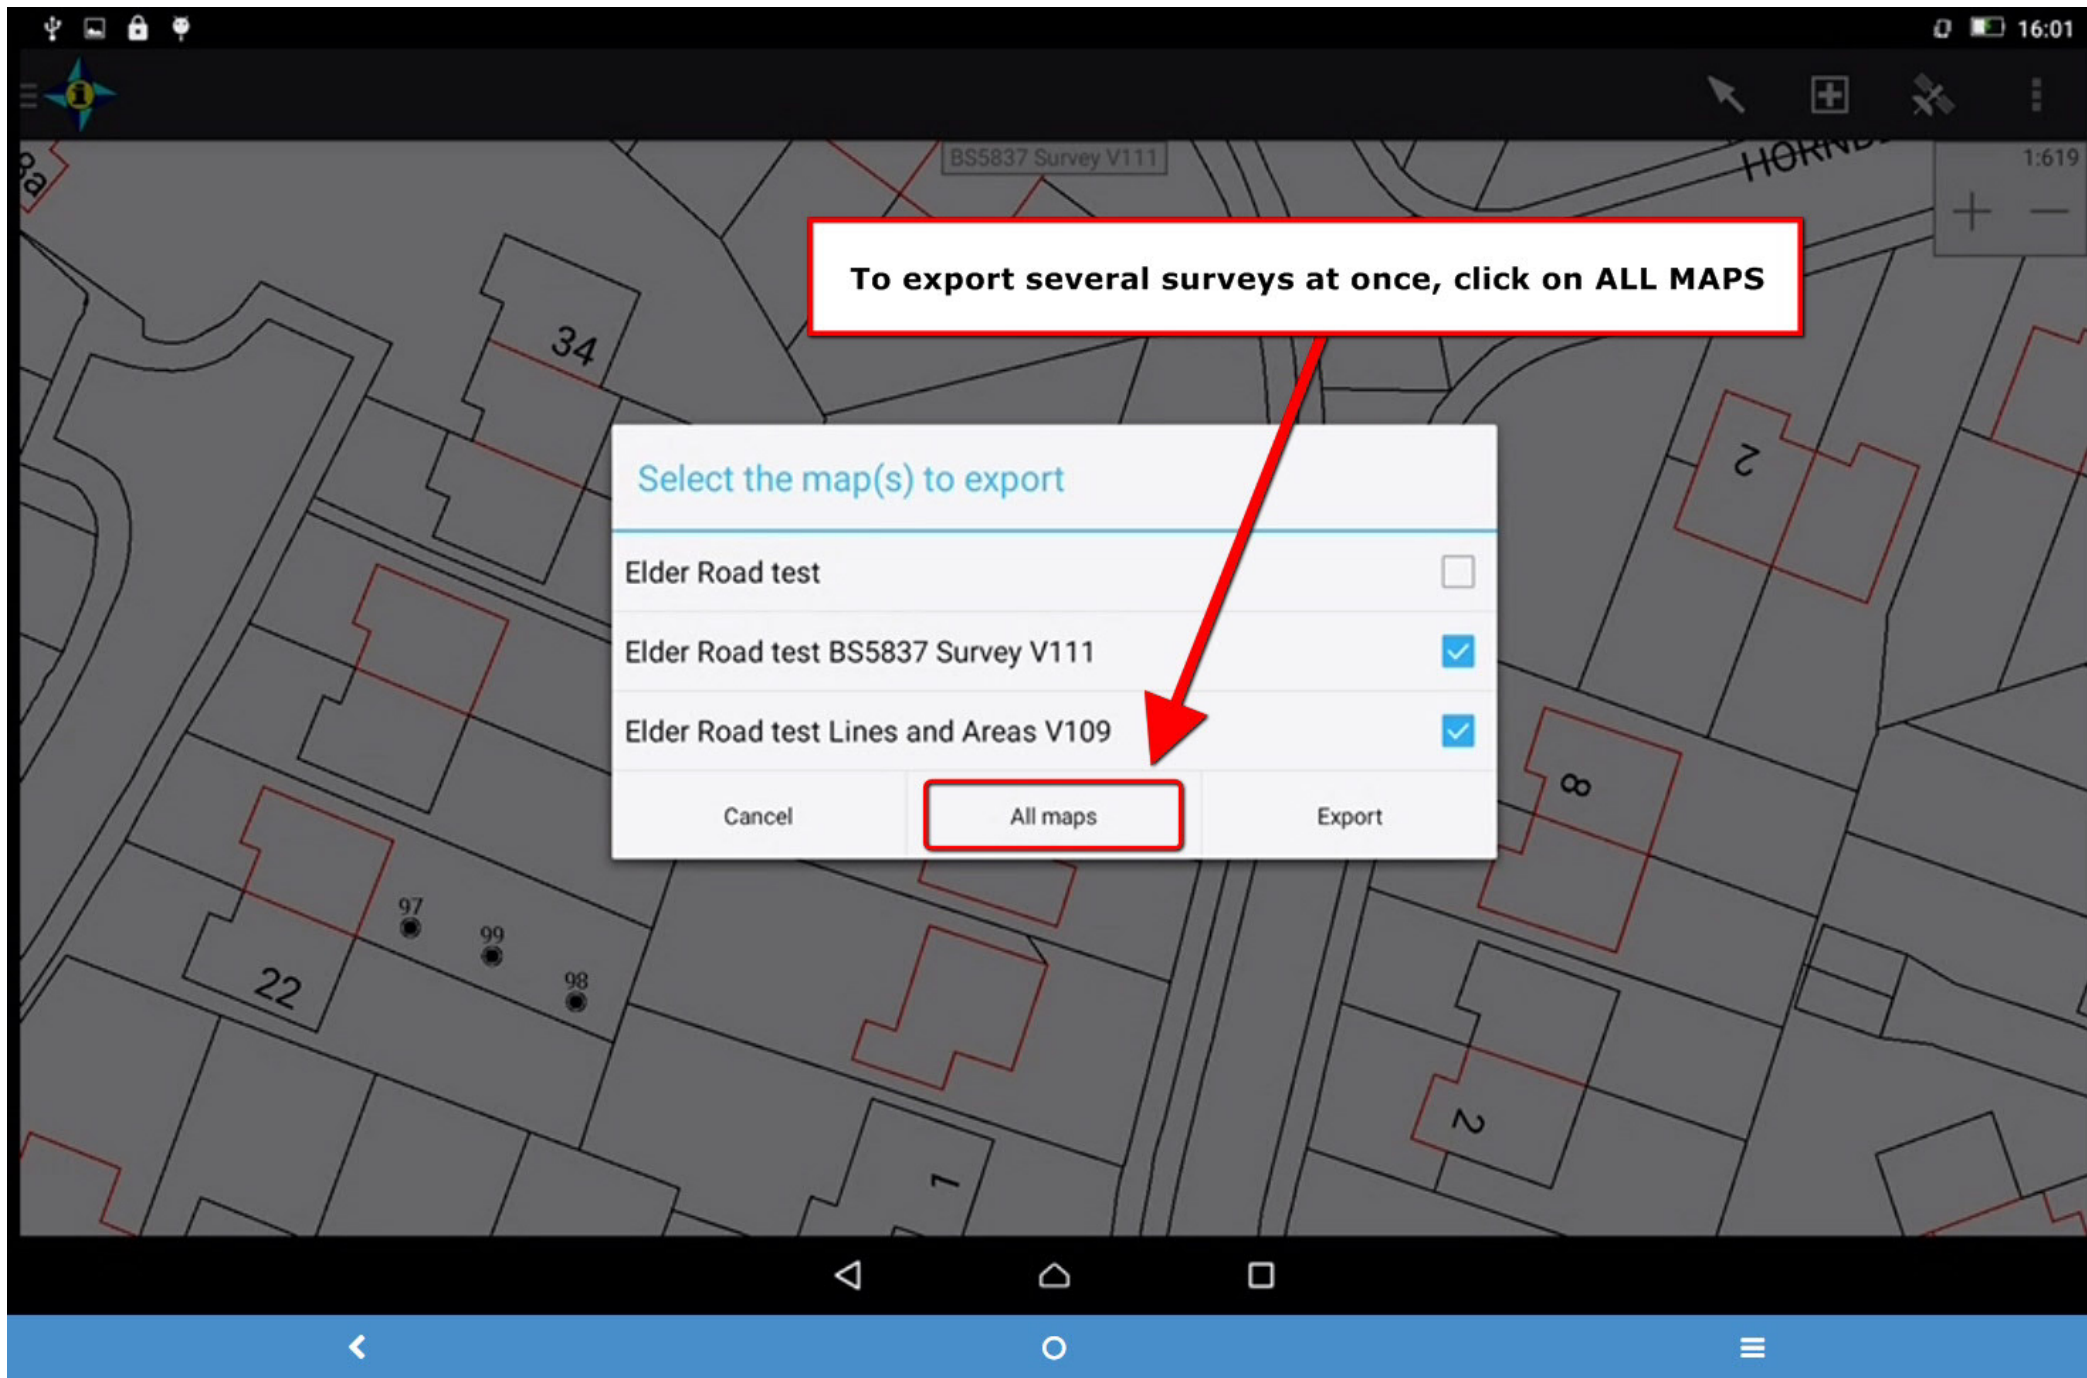 16:01
BS5837 Survey V111
1:619
8a
To export several surveys at once, click on ALL MAPS
34
2
Select the map(s) to export
Elder Road test
Elder Road test BS5837 Survey V111
Elder Road test Lines and Areas V109
Cancel
All maps
Export
8
97
99
98
22
2
1